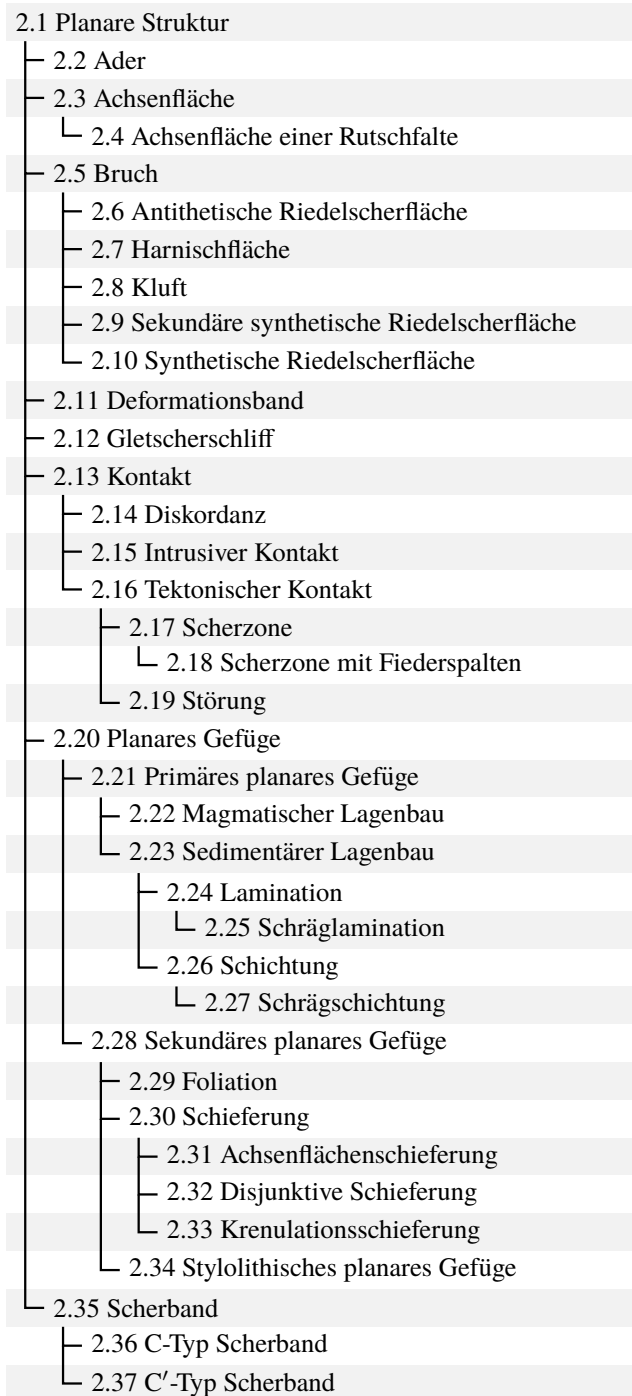 2.1 Planare Struktur
2.2 Ader
2.3 Achsenfläche
2.4 Achsenfläche einer Rutschfalte
2.5 Bruch
2.6 Antithetische Riedelscherfläche
2.7 Harnischfläche
2.8 Kluft
2.9 Sekundäre synthetische Riedelscherfläche
2.10 Synthetische Riedelscherfläche
2.11 Deformationsband
2.12 Gletscherschliff
2.13 Kontakt
2.14 Diskordanz
2.15 Intrusiver Kontakt
2.16 Tektonischer Kontakt
2.17 Scherzone
2.18 Scherzone mit Fiederspalten
2.19 Störung
2.20 Planares Gefüge
2.21 Primäres planares Gefüge
2.22 Magmatischer Lagenbau
2.23 Sedimentärer Lagenbau
2.24 Lamination
2.25 Schräglamination
2.26 Schichtung
2.27 Schrägschichtung
2.28 Sekundäres planares Gefüge
2.29 Foliation
2.30 Schieferung
2.31 Achsenflächenschieferung
2.32 Disjunktive Schieferung
2.33 Krenulationsschieferung
2.34 Stylolithisches planares Gefüge
2.35 Scherband
2.36 C-Typ Scherband
2.37 C′-Typ Scherband